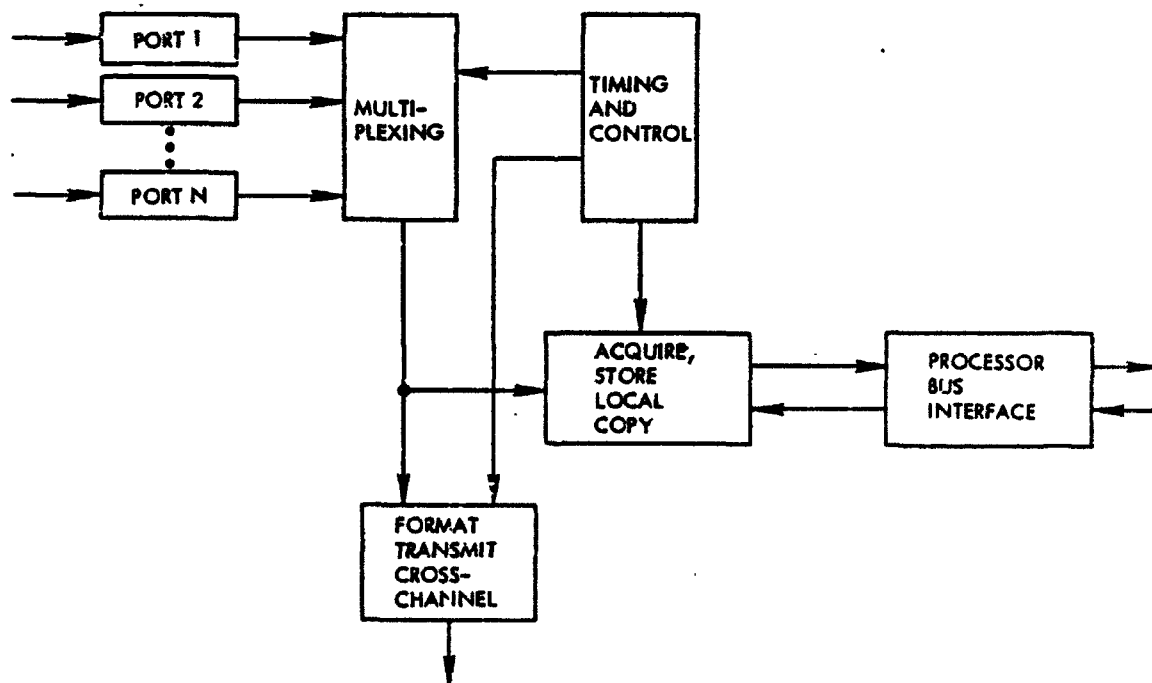 PORT 1
PORT 2
PORT N
MULTI-
PLEXING
TIMING
AND
CONTROL
ACQUIRE,
STORE
LOCAL
COPY
PROCESSOR
BUS
INTERFACE
FORMAT
TRANSMIT
CROSS-
CHANNEL